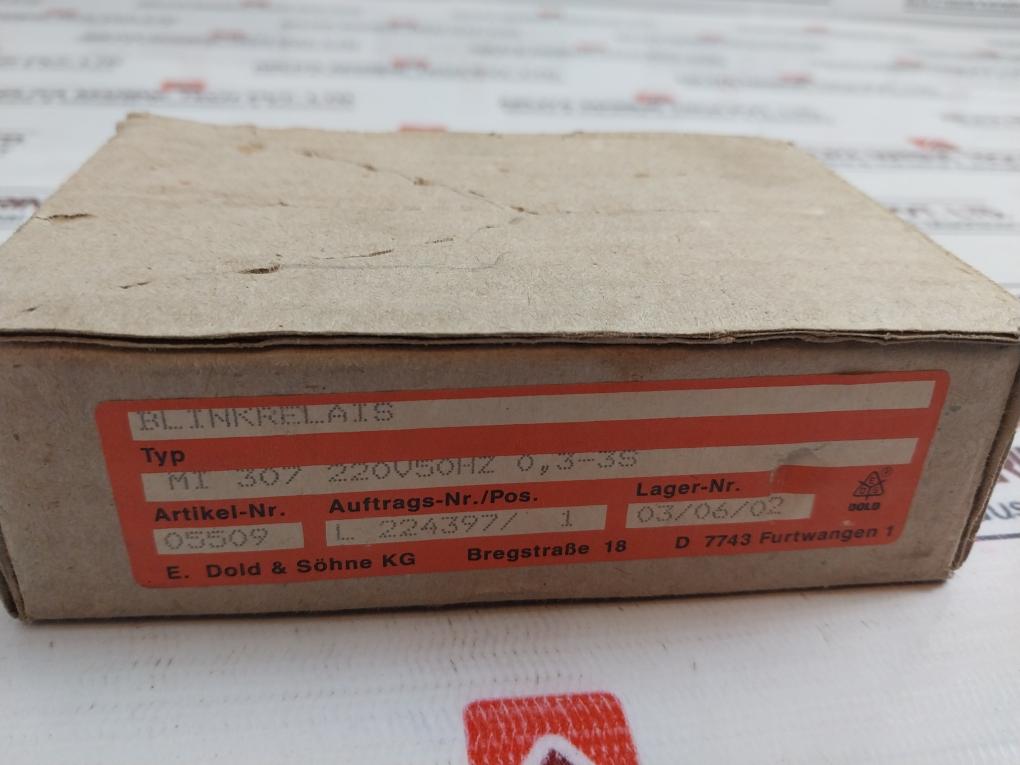 BLINKRELAIS
Typ
MI 307 220V50HZ 0,3-3S
Artikel-Nr. Auftrags-Nr./Pos. Lager-Nr.
05509 L 224397/ 1 03/06/02
DOLD
E. Dold & Söhne KG Bregstraße 18 D 7743 Furtwangen 1